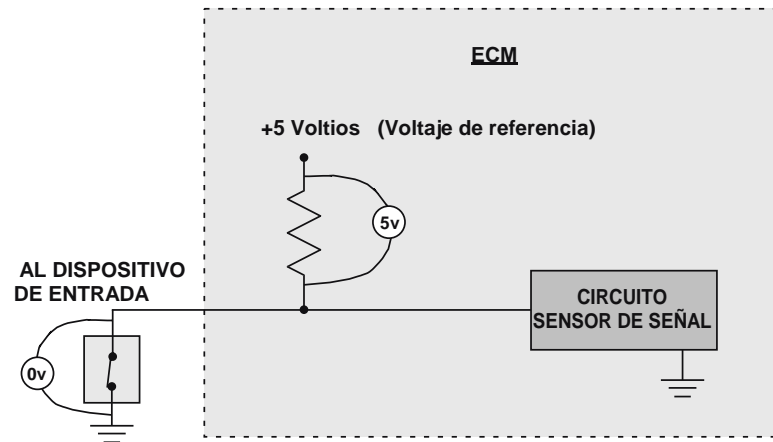 ECM
+5 Voltios (Voltaje de referencia)
5v
AL DISPOSITIVO
DE ENTRADA
CIRCUITO
SENSOR DE SEÑAL
0v